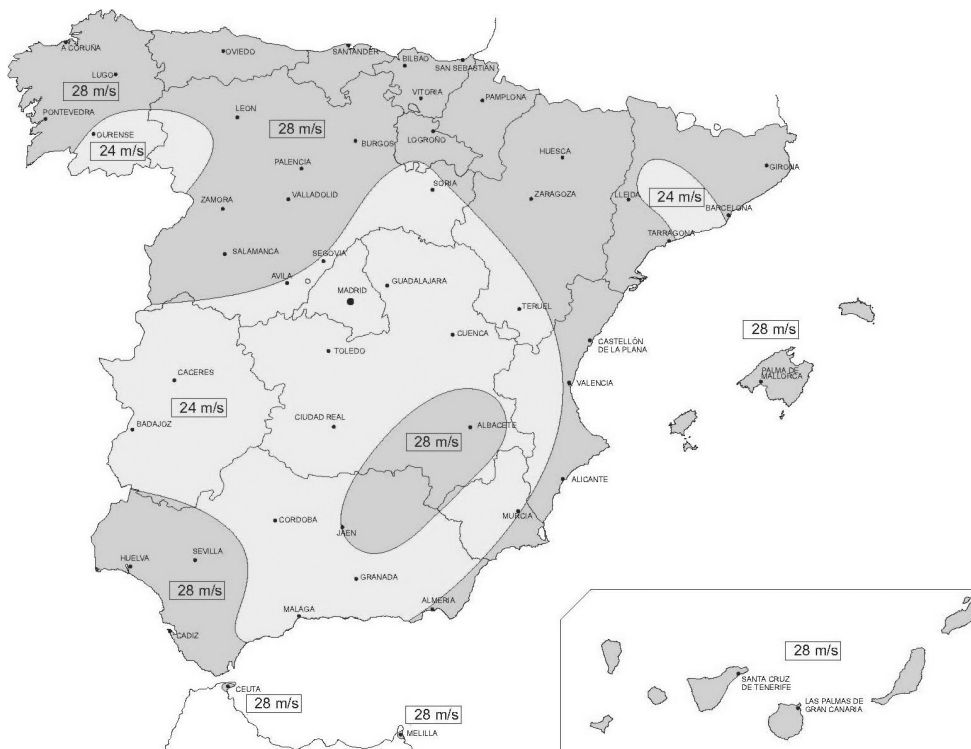 A CORUÑA
OVIEDO
SANTANDER
BILBAO
SAN SEBASTIÁN
LUGO
28 m/s
VITORIA
PAMPLONA
PONTEVEDRA
LEON
28 m/s
OURENSE
LOGROÑO
BURGOS
24 m/s
HUESCA
PALENCIA
GIRONA
SORIA
ZAMORA
VALLADOLID
ZARAGOZA
LLEIDA
24 m/s
BARCELONA
TARRAGONA
SALAMANCA
SEGOVIA
AVILA
MADRID
GUADALAJARA
TERUEL
28 m/s
CUENCA
CASTELLÓN
DE LA PLANA
TOLEDO
CACERES
VALENCIA
PALMA DE
MALLORCA
24 m/s
BADAJOZ
CIUDAD REAL
28 m/s
ALBACETE
ALICANTE
CORDOBA
JAEN
MURCIA
HUELVA
SEVILLA
28 m/s
GRANADA
MALAGA
ALMERIA
CADIZ
CEUTA
28 m/s
28 m/s
MELILLA
28 m/s
SANTA CRUZ
DE TENERIFE
LAS PALMAS DE
GRAN CANARIA